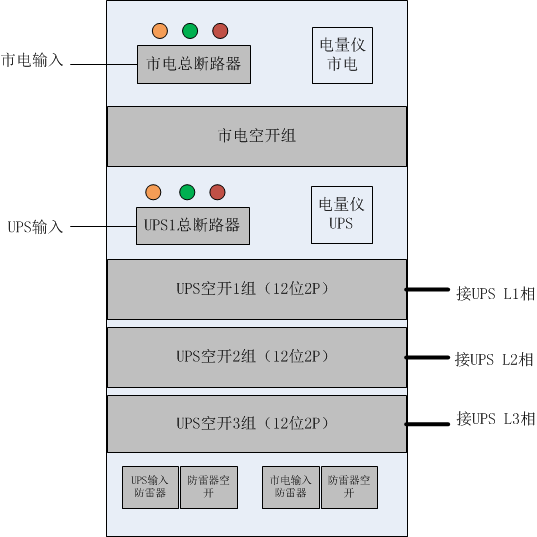 电量仪
市电
市电输入
市电总断路器
市电空开组
电量仪
UPS
UPS输入
UPS1总断路器
UPS空开1组（12位2P）
接UPS L1相
UPS空开2组（12位2P）
接UPS L2相
UPS空开3组（12位2P）
接UPS L3相
UPS输入
防雷器
防雷器空
开
市电输入
防雷器
防雷器空
开